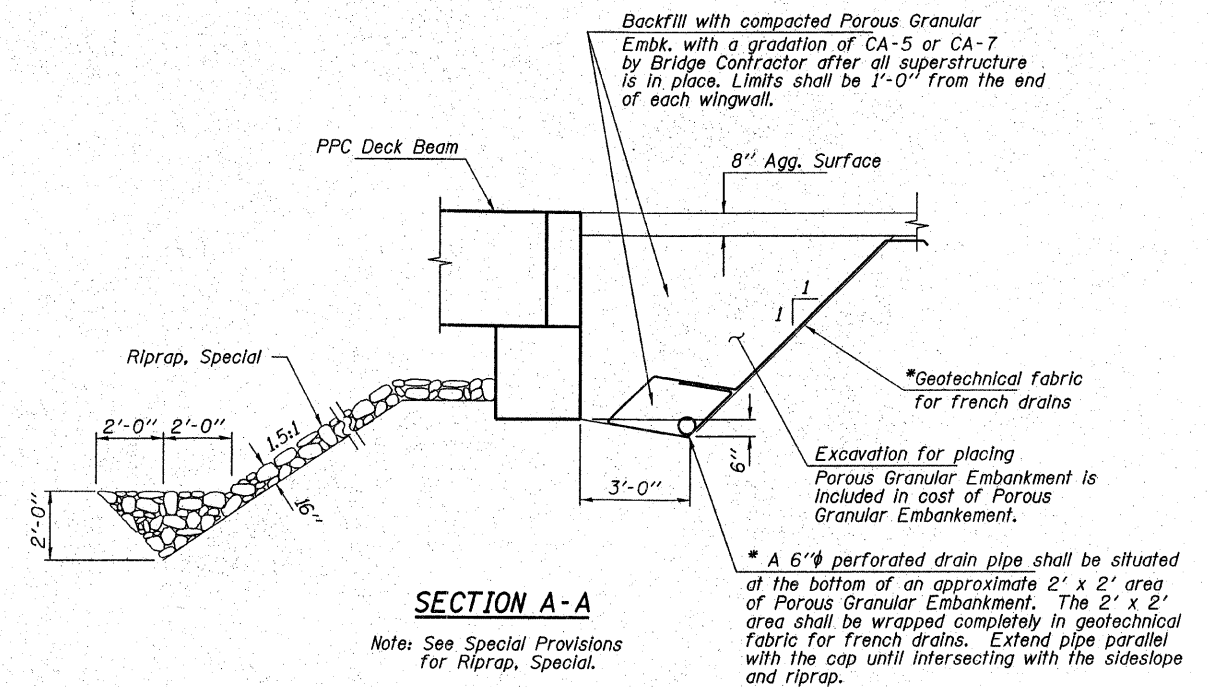 Backfill with compacted Porous Granular
Embk. with a gradation of CA-5 or CA-7
by Bridge Contractor after all superstructure
is in place. Limits shall be 1'-0" from the end
of each wingwall.
PPC Deck Beam
8" Agg. Surface
1
1
Riprap, Special
*Geotechnical fabric
for french drains
2'-0" 2'-0"
1.5:1
16"
2'-0"
6"
3'-0"
Excavation for placing
Porous Granular Embankment is
included in cost of Porous
Granular Embankement.
* A 6"ϕ perforated drain pipe shall be situated
at the bottom of an approximate 2' x 2' area
of Porous Granular Embankment. The 2' x 2'
area shall be wrapped completely in geotechnical
fabric for french drains. Extend pipe parallel
with the cap until intersecting with the sideslope
and riprap.
SECTION A-A
Note: See Special Provisions
for Riprap, Special.